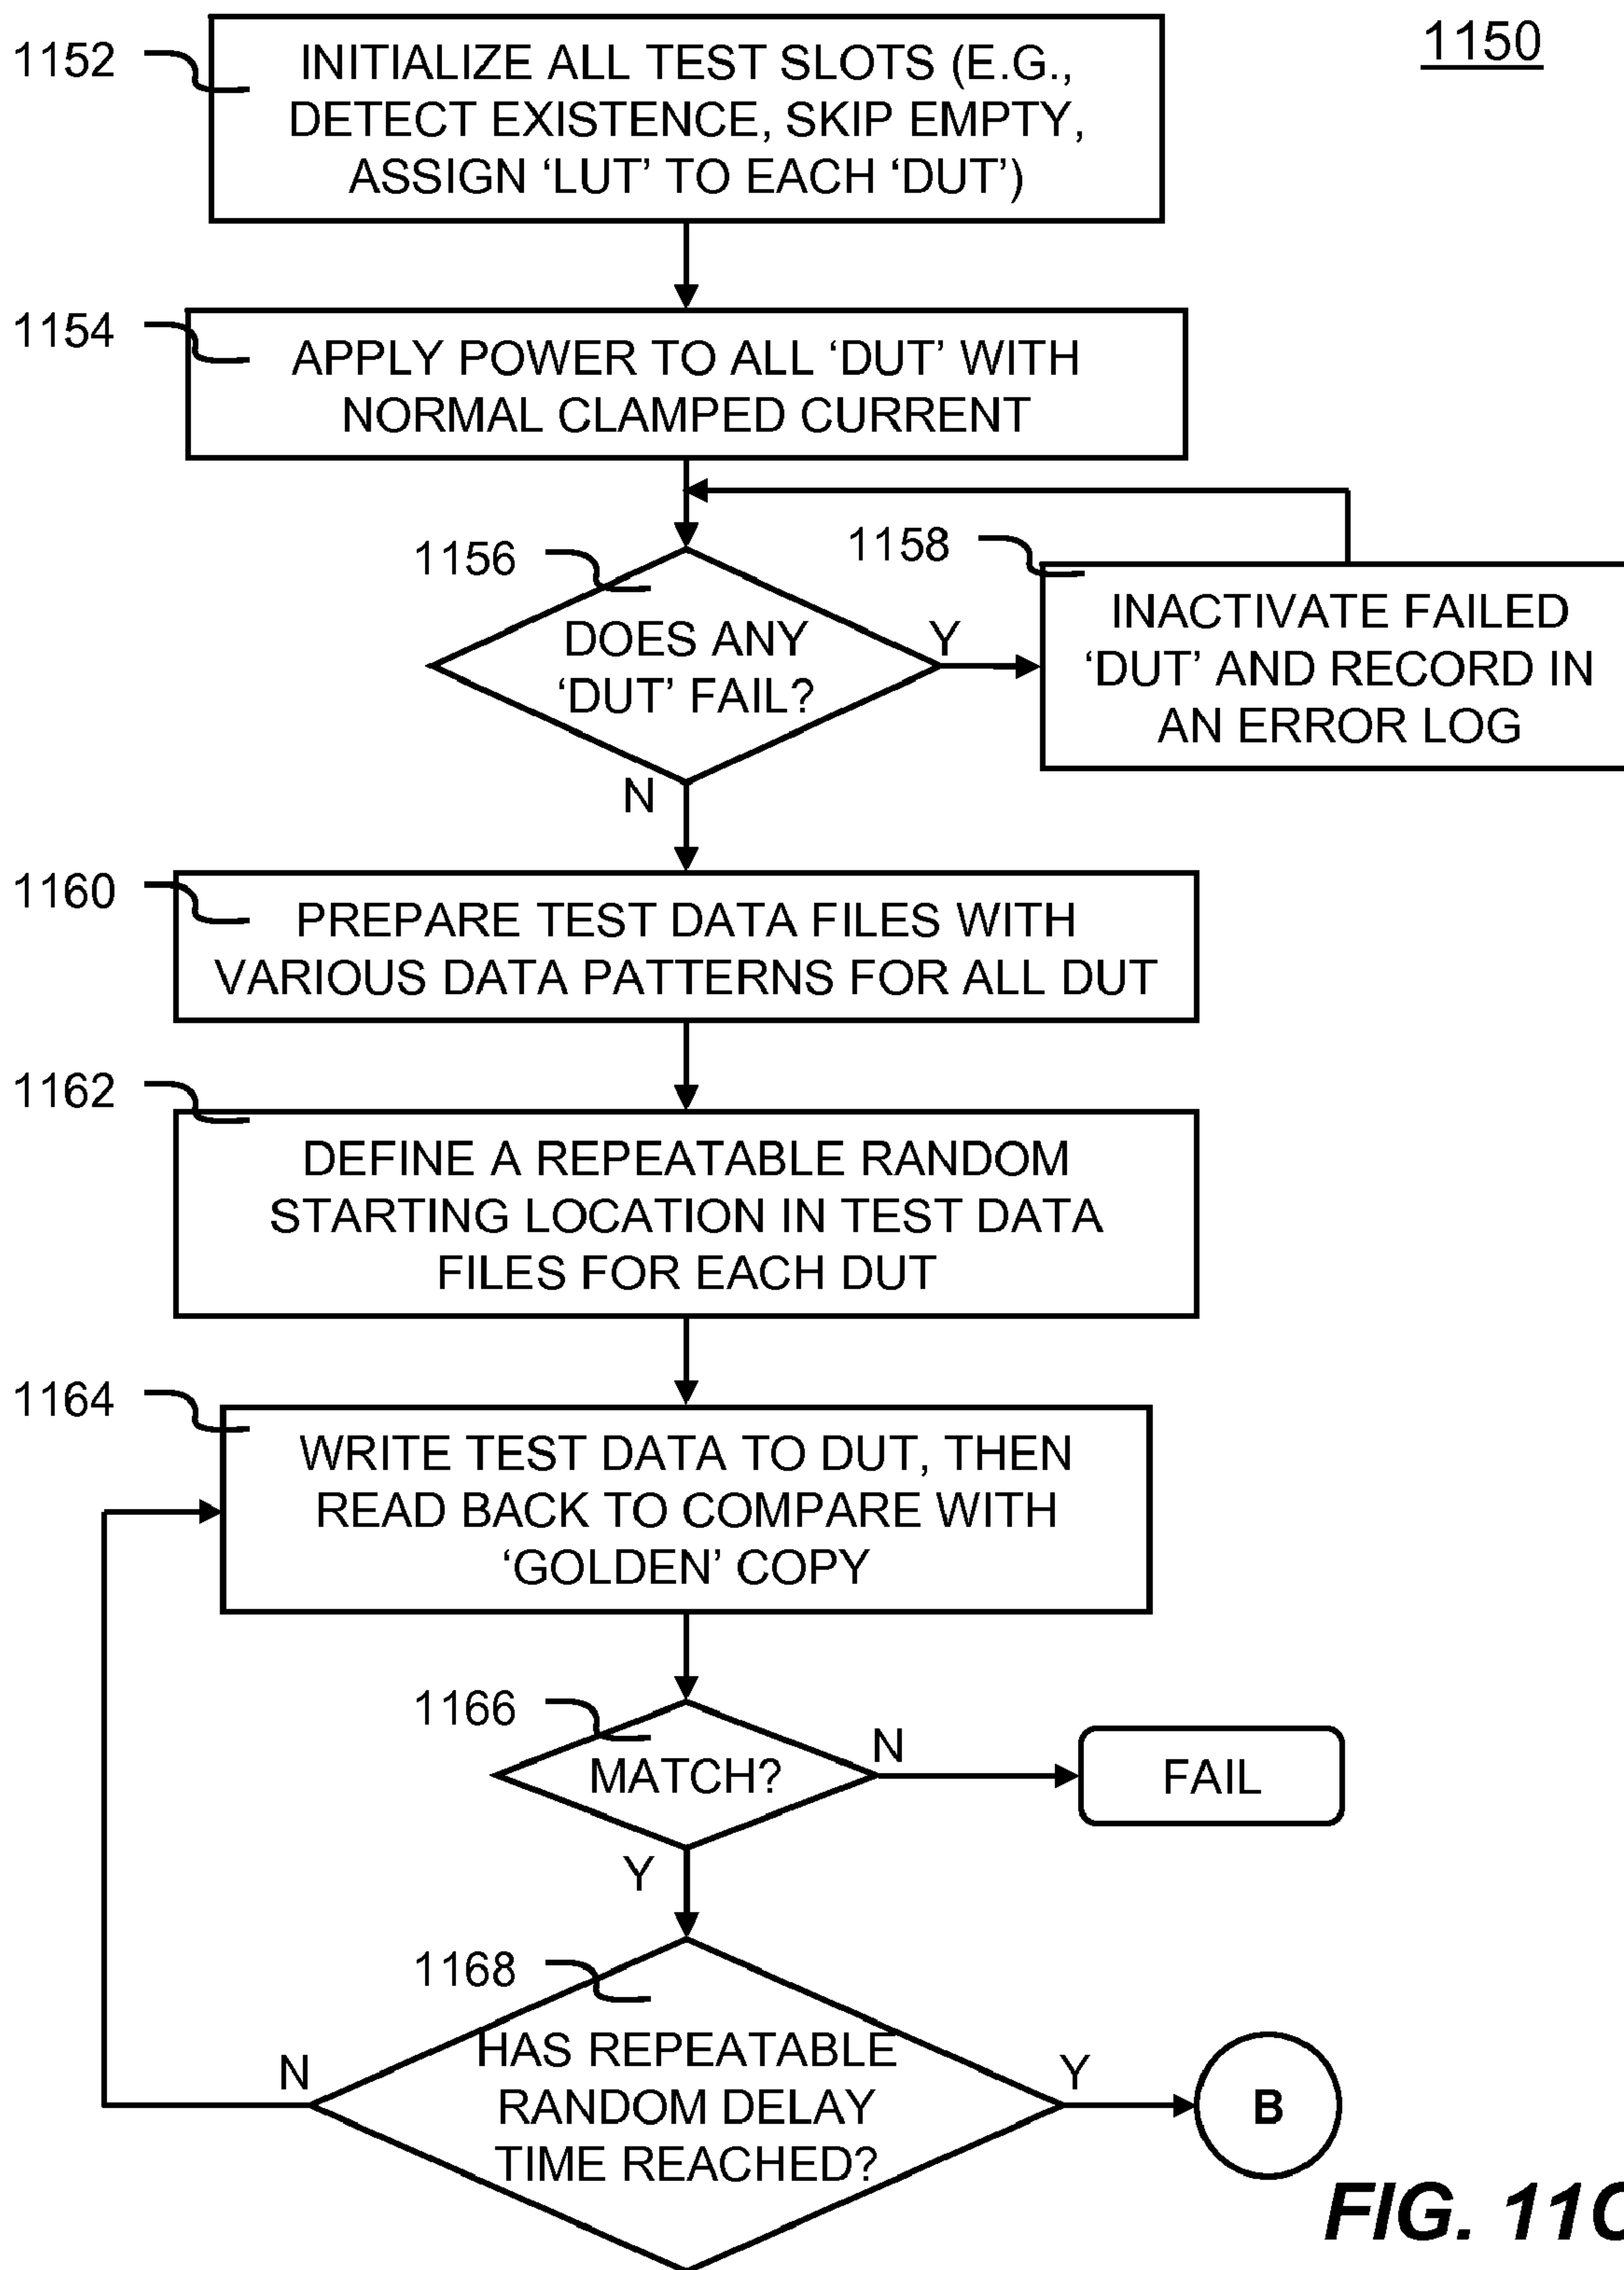 1150
1152
INITIALIZE ALL TEST SLOTS (E.G.,
DETECT EXISTENCE, SKIP EMPTY,
ASSIGN ‘LUT’ TO EACH ‘DUT’)
1154
APPLY POWER TO ALL ‘DUT’ WITH
NORMAL CLAMPED CURRENT
1156
DOES ANY
‘DUT’ FAIL?
Y
N
1158
INACTIVATE FAILED
‘DUT’ AND RECORD IN
AN ERROR LOG
1160
PREPARE TEST DATA FILES WITH
VARIOUS DATA PATTERNS FOR ALL DUT
1162
DEFINE A REPEATABLE RANDOM
STARTING LOCATION IN TEST DATA
FILES FOR EACH DUT
1164
WRITE TEST DATA TO DUT, THEN
READ BACK TO COMPARE WITH
‘GOLDEN’ COPY
1166
MATCH?
N
FAIL
Y
1168
HAS REPEATABLE
RANDOM DELAY
TIME REACHED?
N
Y
B
FIG. 11C